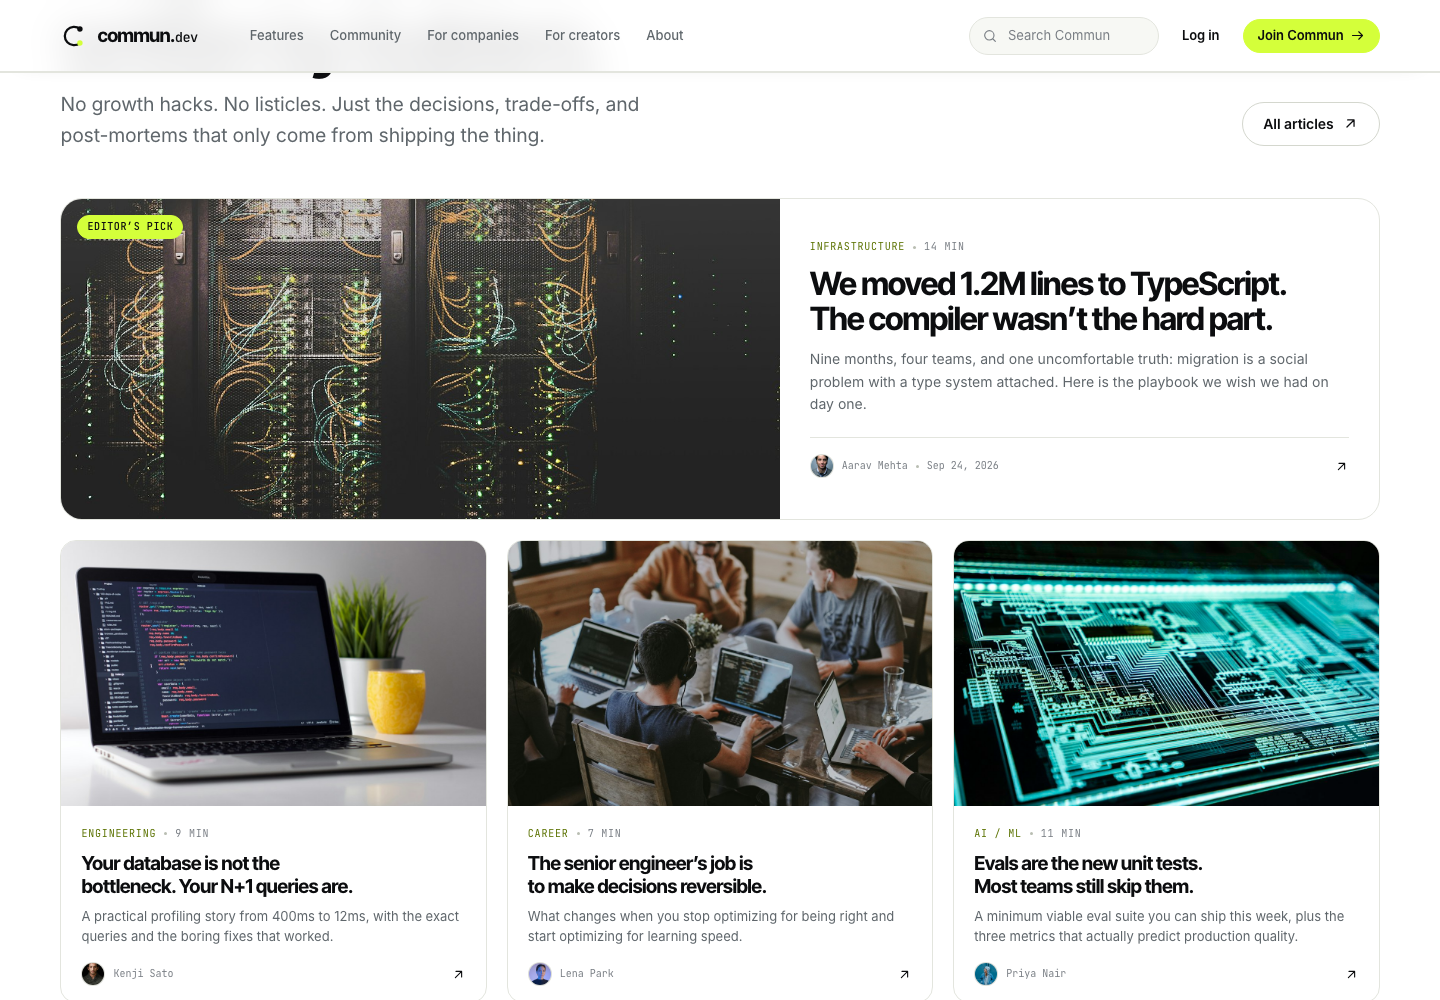 commun.dev
Features
Community
For companies
For creators
About
Search Commun
Log in
Join Commun
No growth hacks. No listicles. Just the decisions, trade-offs, and
post-mortems that only come from shipping the thing.
All articles
EDITOR’S PICK
INFRASTRUCTURE • 14 MIN
We moved 1.2M lines to TypeScript.
The compiler wasn’t the hard part.
Nine months, four teams, and one uncomfortable truth: migration is a social
problem with a type system attached. Here is the playbook we wish we had on
day one.
Aarav Mehta • Sep 24, 2026
ENGINEERING • 9 MIN
Your database is not the
bottleneck. Your N+1 queries are.
A practical profiling story from 400ms to 12ms, with the exact
queries and the boring fixes that worked.
Kenji Sato
CAREER • 7 MIN
The senior engineer’s job is
to make decisions reversible.
What changes when you stop optimizing for being right and
start optimizing for learning speed.
Lena Park
AI / ML • 11 MIN
Evals are the new unit tests.
Most teams still skip them.
A minimum viable eval suite you can ship this week, plus the
three metrics that actually predict production quality.
Priya Nair